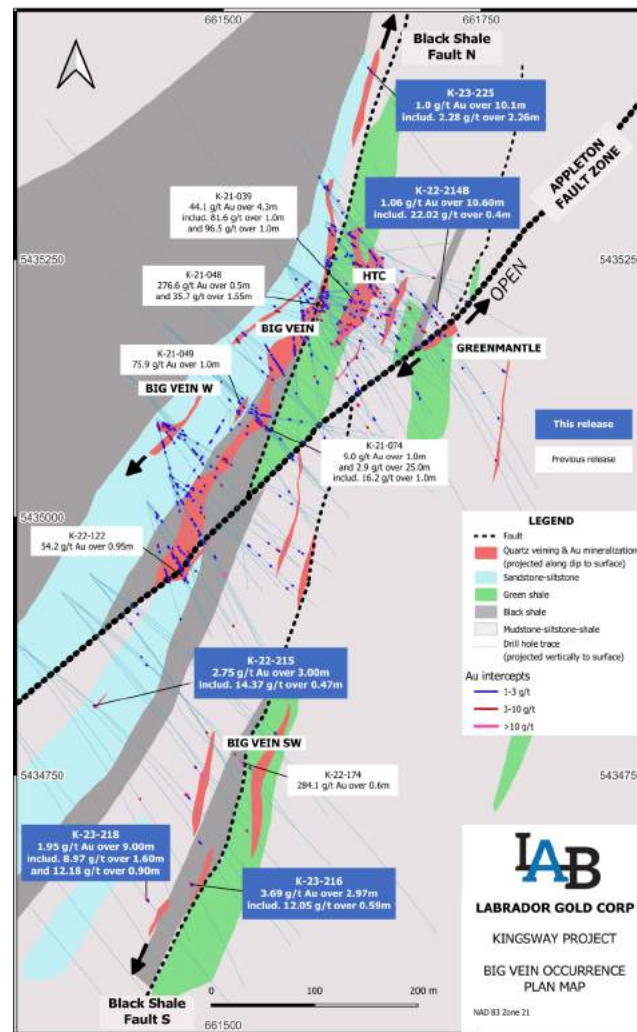 661500
661750
Black Shale
Fault N
K-23-225
1.0 g/t Au over 10.1m
includ. 2.28 g/t over 2.26m
APPLETON
FAULT ZONE
K-21-039
44.1 g/t Au over 4.3m
includ. 81.6 g/t over 1.0m
and 96.5 g/t over 1.0m
K-22-214B
1.06 g/t Au over 10.60m
includ. 22.02 g/t over 0.4m
5435250
5435250
K-21-048
276.6 g/t Au over 0.5m
and 35.7 g/t over 1.55m
HTC
OPEN
BIG VEIN
GREENMANTLE
K-21-049
75.9 g/t Au over 1.0m
BIG VEIN W
This release
Previous release
K-21-074
9.0 g/t Au over 1.0m
and 2.9 g/t over 25.0m
includ. 16.2 g/t over 1.0m
5435000
K-22-122
54.2 g/t Au over 0.95m
LEGEND
Fault
Quartz veining & Au mineralization
(projected along dip to surface)
Sandstone-siltstone
Green shale
Black shale
Mudstone-siltstone-shale
Drill hole trace
(projected vertically to surface)
Au intercepts
1-3 g/t
3-10 g/t
>10 g/t
K-22-215
2.75 g/t Au over 3.00m
includ. 14.37 g/t over 0.47m
BIG VEIN SW
K-22-174
284.1 g/t Au over 0.6m
5434750
5434750
K-23-218
1.95 g/t Au over 9.00m
includ. 8.97 g/t over 1.60m
and 12.18 g/t over 0.90m
K-23-216
3.69 g/t Au over 2.97m
includ. 12.05 g/t over 0.59m
LAB
LABRADOR GOLD CORP
KINGSWAY PROJECT
BIG VEIN OCCURRENCE
PLAN MAP
NAD 83 Zone 21
Black Shale
Fault S
0
100
200 m
661500